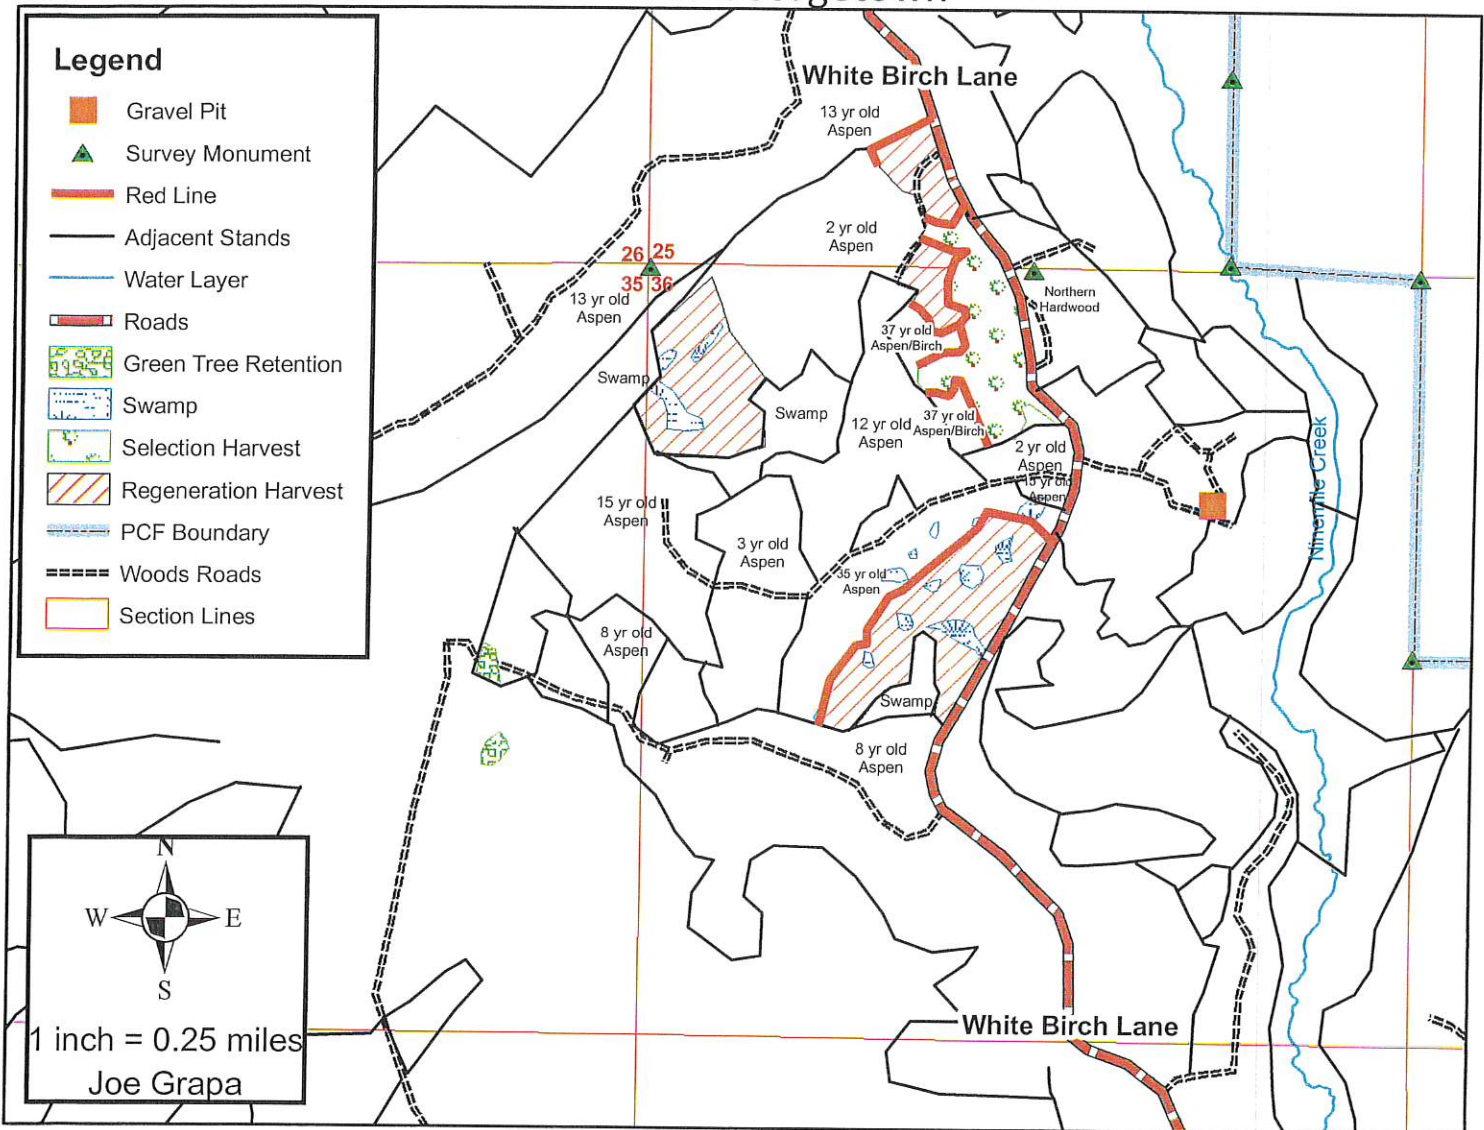 Legend
Gravel Pit
Survey Monument
Red Line
Adjacent Stands
Water Layer
Roads
Green Tree Retention
Swamp
Selection Harvest
Regeneration Harvest
PCF Boundary
Woods Roads
Section Lines
White Birch Lane
13 yr old
Aspen
2 yr old
Aspen
26 25
35 36
13 yr old
Aspen
Northern
Hardwood
37 yr old
Aspen/Birch
Swamp
Swamp
12 yr old
Aspen
37 yr old
Aspen/Birch
2 yr old
Aspen
15 yr old
Aspen
15 yr old
Aspen
3 yr old
Aspen
35 yr old
Aspen
8 yr old
Aspen
Swamp
8 yr old
Aspen
Ninemile Creek
White Birch Lane
N
W E
S
1 inch = 0.25 miles
Joe Grapa